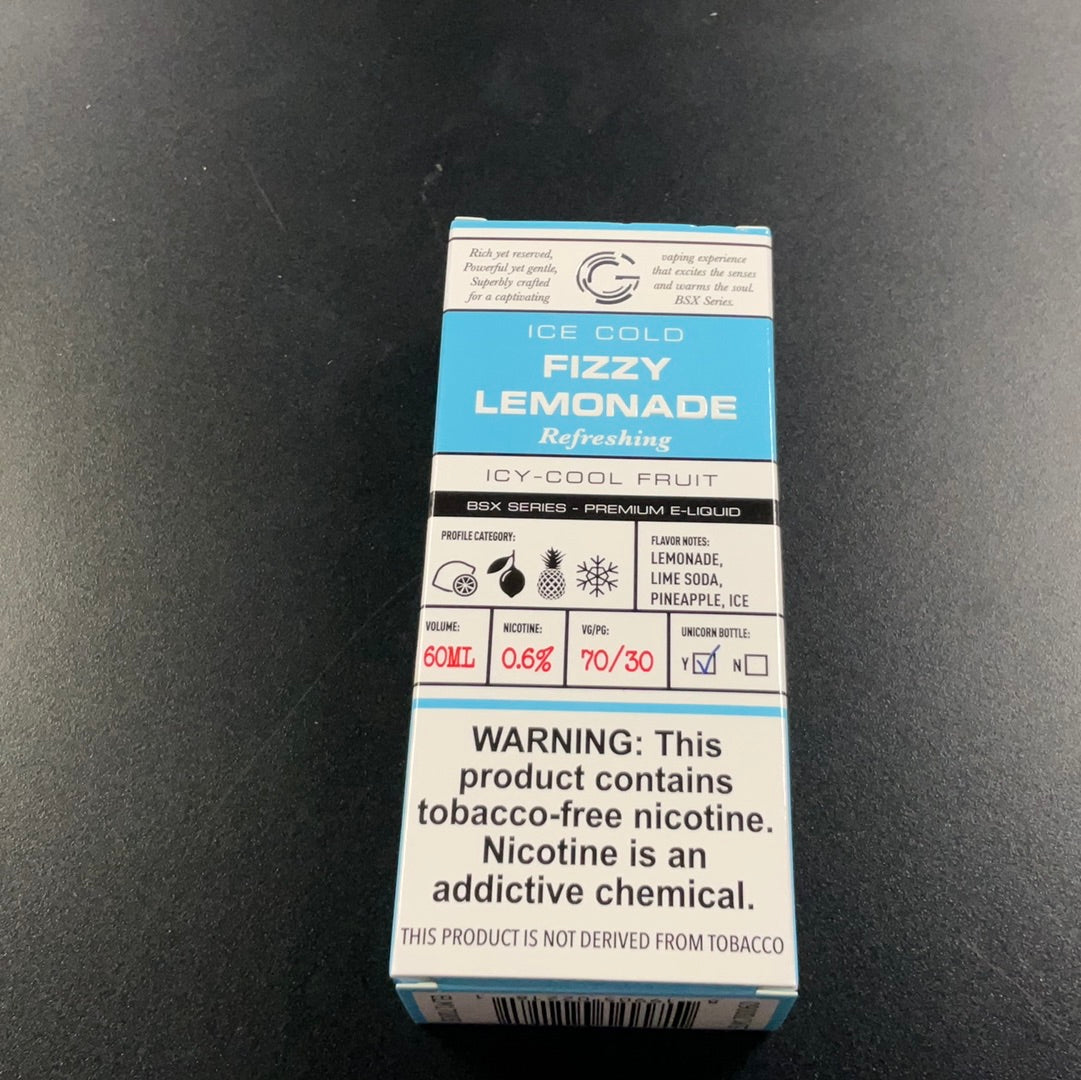 Rich yet reserved,
Powerful yet gentle,
Superbly crafted
for a captivating
vaping experience
that excites the senses
and warms the soul.
BSX Series.
ICE COLD
FIZZY
LEMONADE
Refreshing
ICY-COOL FRUIT
BSX SERIES - PREMIUM E-LIQUID
PROFILE CATEGORY:
FLAVOR NOTES:
LEMONADE,
LIME SODA,
PINEAPPLE, ICE
VOLUME:
60ML
NICOTINE:
0.6%
VG/PG:
70/30
UNICORN BOTTLE:
Y N
WARNING: This
product contains
tobacco-free nicotine.
Nicotine is an
addictive chemical.
THIS PRODUCT IS NOT DERIVED FROM TOBACCO